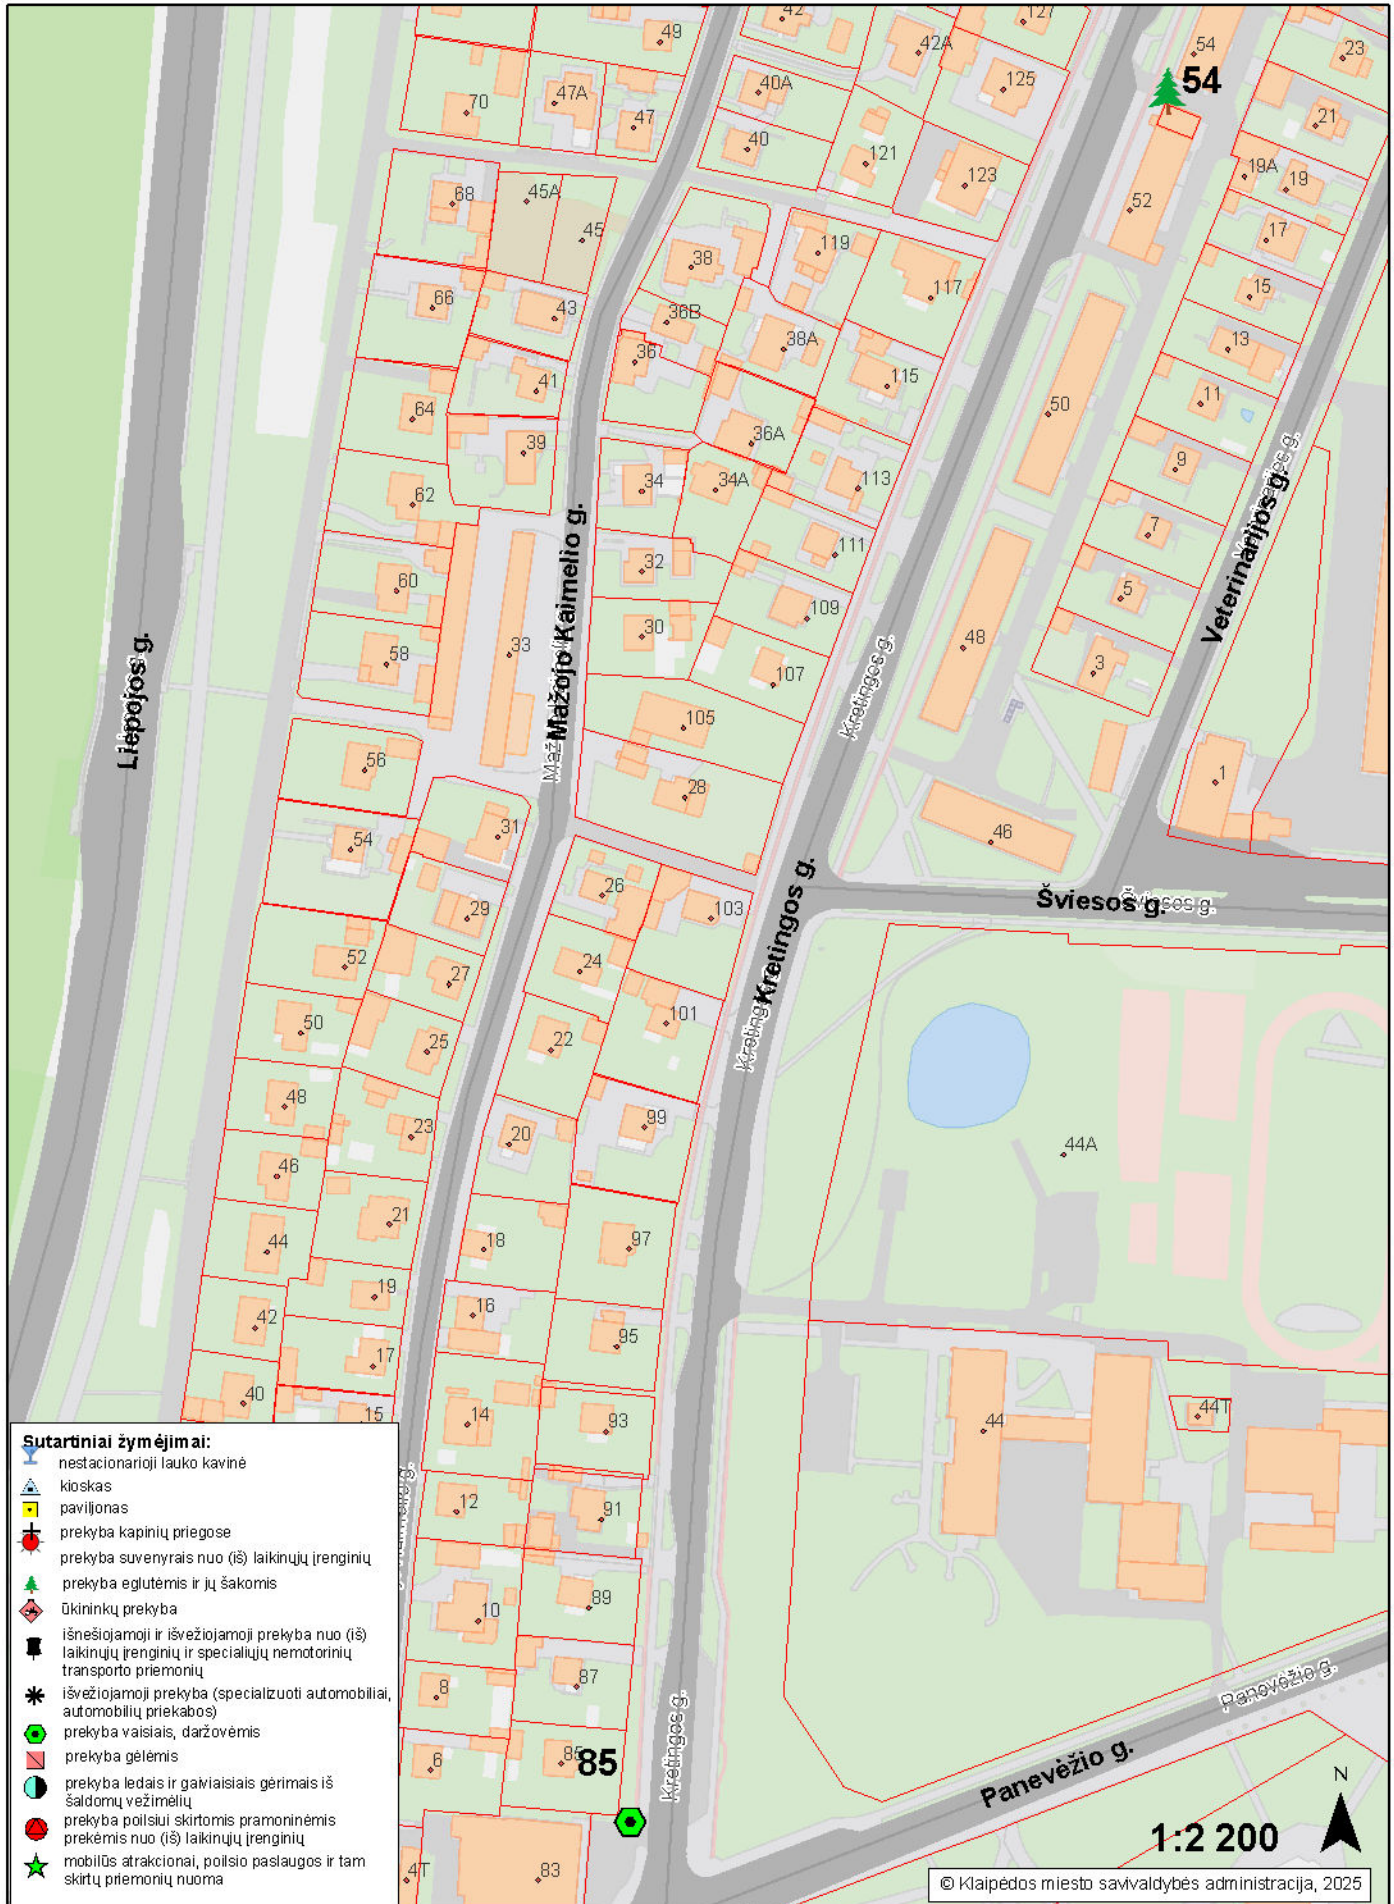 49
42
127
54
23
42A
54
70
47A
47
40A
125
21
40
121
123
19A
19
68
45A
45
52
17
38
119
117
15
66
43
36B
38A
13
36
41
115
50
11
64
39
36A
9
62
34
34A
113
7
32
111
60
5
33
30
109
48
58
107
3
105
56
28
1
54
31
46
26
103
29
24
52
27
101
50
22
25
48
99
23
20
44A
46
21
97
44
18
19
16
42
95
17
40
15
14
93
44
44T
12
91
10
89
8
87
6
85
85
4T
83
Liepojos g.
Mažojo Kaimelio g.
Kretingos g.
Kretingos g.
Kretingos g.
Veterinarijos g.
Šviesos g.
Panevėžio g.
Panevėžio g.
Sutartiniai žymėjimai:
nestacionarioji lauko kavinė
kioskas
paviljonas
prekyba kapinių priegose
prekyba suvenyrais nuo (iš) laikinųjų įrenginių
prekyba eglutėmis ir jų šakomis
ūkininkų prekyba
išnešiojamoji ir išvežiojamoji prekyba nuo (iš)
laikinųjų įrenginių ir specialiųjų nemotorinių
transporto priemonių
išvežiojamoji prekyba (specializuoti automobiliai,
automobilių priekabos)
prekyba vaisiais, daržovėmis
prekyba gėlėmis
prekyba ledais ir gaiviaisiais gėrimais iš
šaldomų vežimėlių
prekyba poilsiui skirtomis pramoninėmis
prekėmis nuo (iš) laikinųjų įrenginių
mobilūs atrakcionai, poilsio paslaugos ir tam
skirtų priemonių nuoma
N
1:2 200
© Klaipėdos miesto savivaldybės administracija, 2025